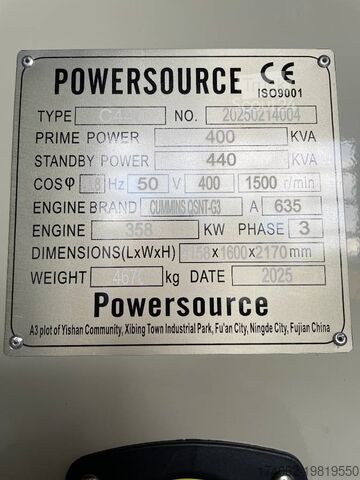 POWERSOURCE CE
ISO9001
TYPE NO. 20250214004
PRIME POWER 400 KVA
STANDBY POWER 440 KVA
COSφ Hz 50 V 400 1500 r/min
ENGINE BRAND CUMMINS QSNT-G3 A 635
ENGINE 358 KW PHASE 3
DIMENSIONS(LxWxH) x1600x2170 mm
WEIGHT kg DATE 2025
Powersource
A3 plot of Yishan Community, Xibing Town Industrial Park, Fu'an City, Ningde City, Fujian China